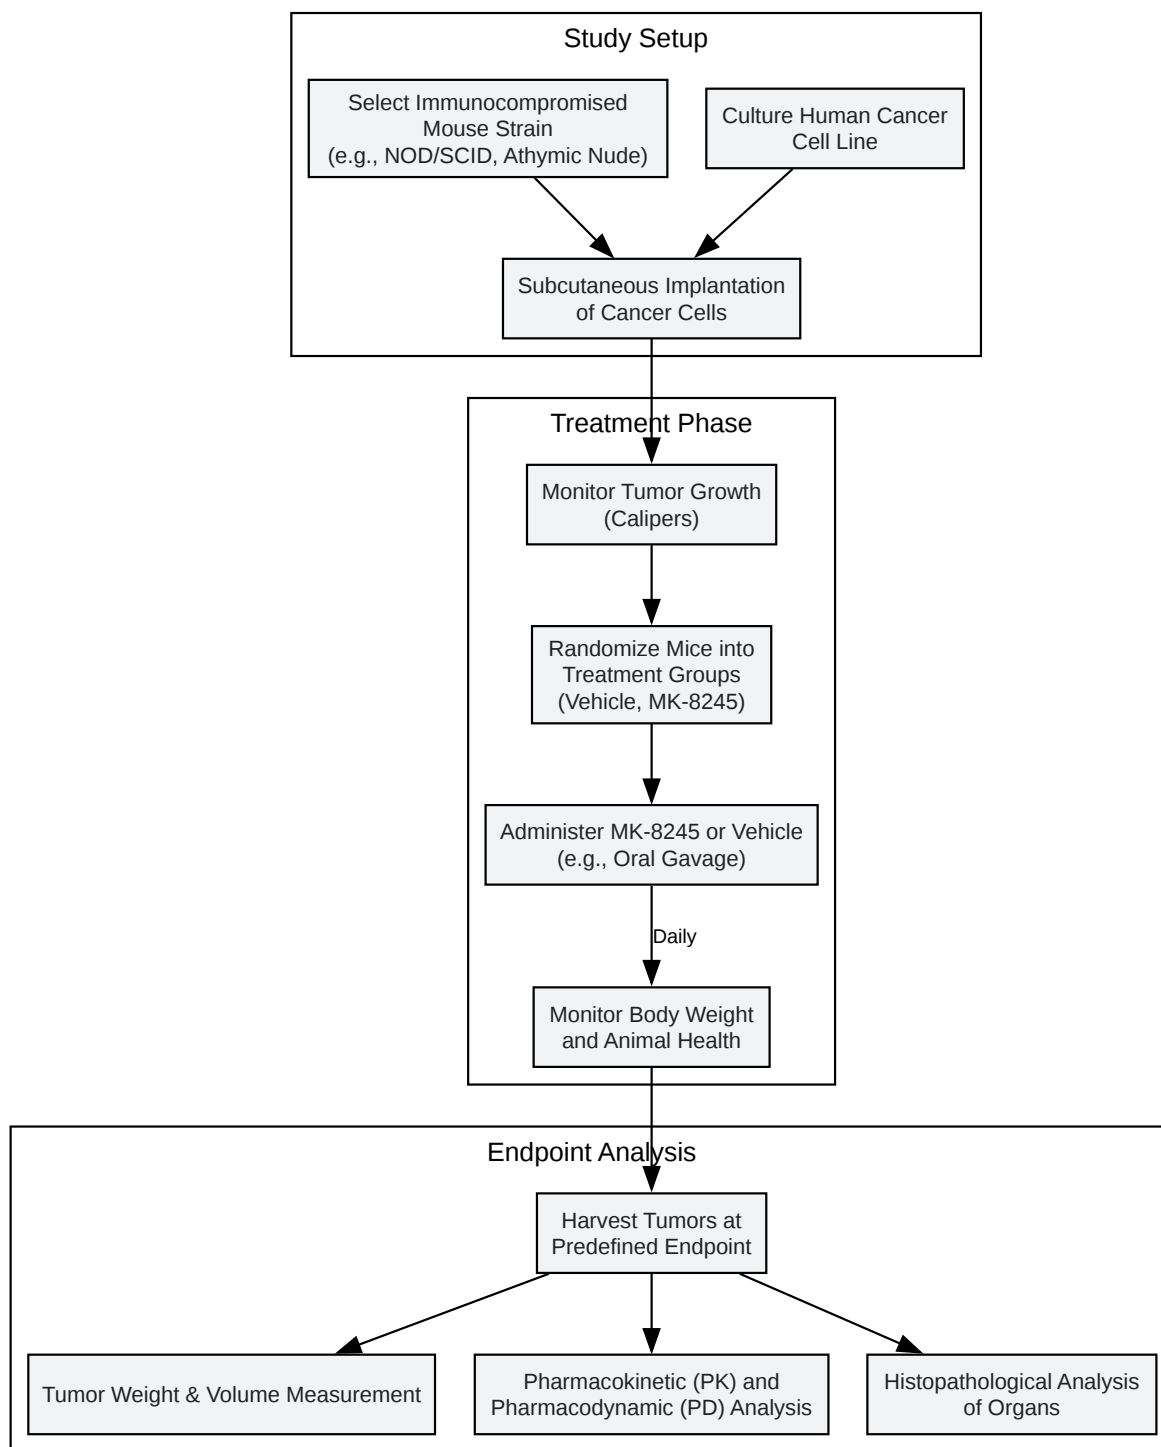 Study Setup
Select Immunocompromised
Mouse Strain
(e.g., NOD/SCID, Athymic Nude)
Culture Human Cancer
Cell Line
Subcutaneous Implantation
of Cancer Cells
Treatment Phase
Monitor Tumor Growth
(Calipers)
Randomize Mice into
Treatment Groups
(Vehicle, MK-8245)
Administer MK-8245 or Vehicle
(e.g., Oral Gavage)
Daily
Monitor Body Weight
and Animal Health
Endpoint Analysis
Harvest Tumors at
Predefined Endpoint
Tumor Weight & Volume Measurement
Pharmacokinetic (PK) and
Pharmacodynamic (PD) Analysis
Histopathological Analysis
of Organs